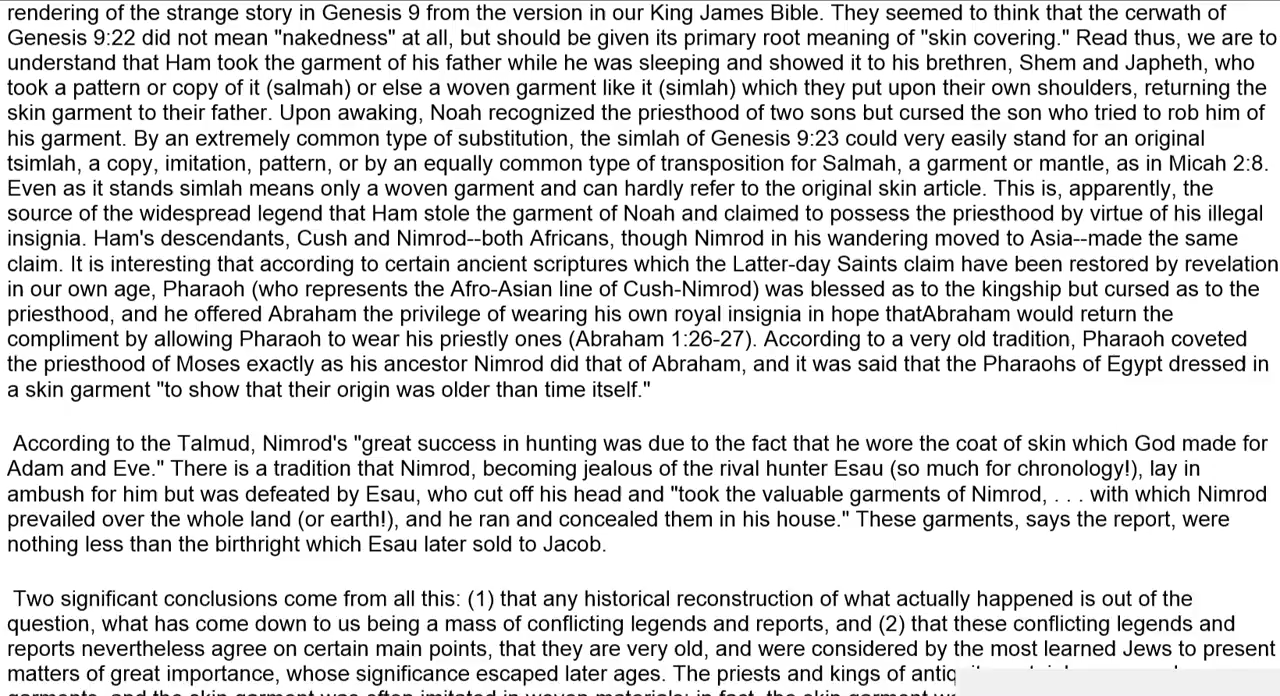 rendering of the strange story in Genesis 9 from the version in our King James Bible. They seemed to think that the cerwath of
Genesis 9:22 did not mean "nakedness" at all, but should be given its primary root meaning of "skin covering." Read thus, we are to
understand that Ham took the garment of his father while he was sleeping and showed it to his brethren, Shem and Japheth, who
took a pattern or copy of it (salmah) or else a woven garment like it (simlah) which they put upon their own shoulders, returning the
skin garment to their father. Upon awaking, Noah recognized the priesthood of two sons but cursed the son who tried to rob him of
his garment. By an extremely common type of substitution, the simlah of Genesis 9:23 could very easily stand for an original
tsimlah, a copy, imitation, pattern, or by an equally common type of transposition for Salmah, a garment or mantle, as in Micah 2:8.
Even as it stands simlah means only a woven garment and can hardly refer to the original skin article. This is, apparently, the
source of the widespread legend that Ham stole the garment of Noah and claimed to possess the priesthood by virtue of his illegal
insignia. Ham's descendants, Cush and Nimrod--both Africans, though Nimrod in his wandering moved to Asia--made the same
claim. It is interesting that according to certain ancient scriptures which the Latter-day Saints claim have been restored by revelation
in our own age, Pharaoh (who represents the Afro-Asian line of Cush-Nimrod) was blessed as to the kingship but cursed as to the
priesthood, and he offered Abraham the privilege of wearing his own royal insignia in hope thatAbraham would return the
compliment by allowing Pharaoh to wear his priestly ones (Abraham 1:26-27). According to a very old tradition, Pharaoh coveted
the priesthood of Moses exactly as his ancestor Nimrod did that of Abraham, and it was said that the Pharaohs of Egypt dressed in
a skin garment "to show that their origin was older than time itself."
According to the Talmud, Nimrod's "great success in hunting was due to the fact that he wore the coat of skin which God made for
Adam and Eve." There is a tradition that Nimrod, becoming jealous of the rival hunter Esau (so much for chronology!), lay in
ambush for him but was defeated by Esau, who cut off his head and "took the valuable garments of Nimrod, . . . with which Nimrod
prevailed over the whole land (or earth!), and he ran and concealed them in his house." These garments, says the report, were
nothing less than the birthright which Esau later sold to Jacob.
Two significant conclusions come from all this: (1) that any historical reconstruction of what actually happened is out of the
question, what has come down to us being a mass of conflicting legends and reports, and (2) that these conflicting legends and
reports nevertheless agree on certain main points, that they are very old, and were considered by the most learned Jews to present
matters of great importance, whose significance escaped later ages. The priests and kings of